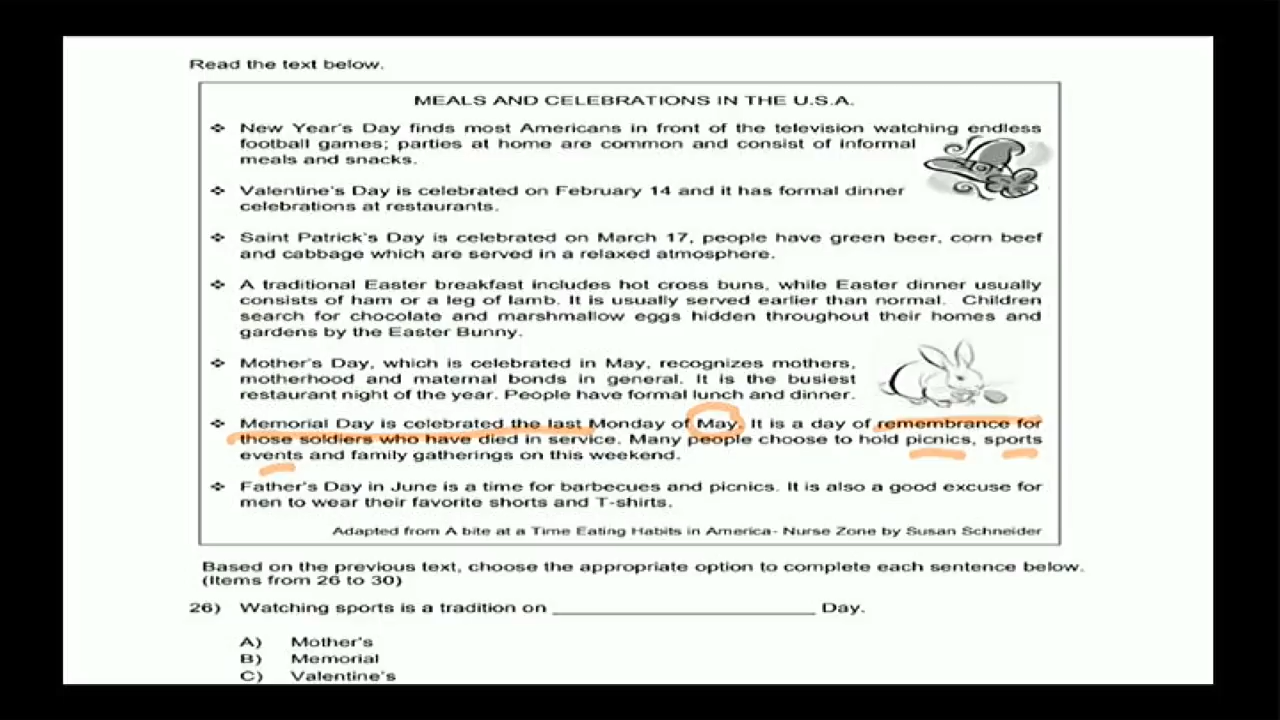 Read the text below.
MEALS AND CELEBRATIONS IN THE U.S.A.
❖ New Year's Day finds most Americans in front of the television watching endless
football games; parties at home are common and consist of informal
meals and snacks.
❖ Valentine's Day is celebrated on February 14 and it has formal dinner
celebrations at restaurants.
❖ Saint Patrick's Day is celebrated on March 17, people have green beer, corn beef
and cabbage which are served in a relaxed atmosphere.
❖ A traditional Easter breakfast includes hot cross buns, while Easter dinner usually
consists of ham or a leg of lamb. It is usually served earlier than normal. Children
search for chocolate and marshmallow eggs hidden throughout their homes and
gardens by the Easter Bunny.
❖ Mother's Day, which is celebrated in May, recognizes mothers,
motherhood and maternal bonds in general. It is the busiest
restaurant night of the year. People have formal lunch and dinner.
❖ Memorial Day is celebrated the last Monday of May. It is a day of remembrance for
those soldiers who have died in service. Many people choose to hold picnics, sports
events and family gatherings on this weekend.
❖ Father's Day in June is a time for barbecues and picnics. It is also a good excuse for
men to wear their favorite shorts and T-shirts.
Adapted from A bite at a Time Eating Habits in America- Nurse Zone by Susan Schneider
Based on the previous text, choose the appropriate option to complete each sentence below.
(Items from 26 to 30)
26) Watching sports is a tradition on ____________________ Day.
A) Mother's
B) Memorial
C) Valentine's